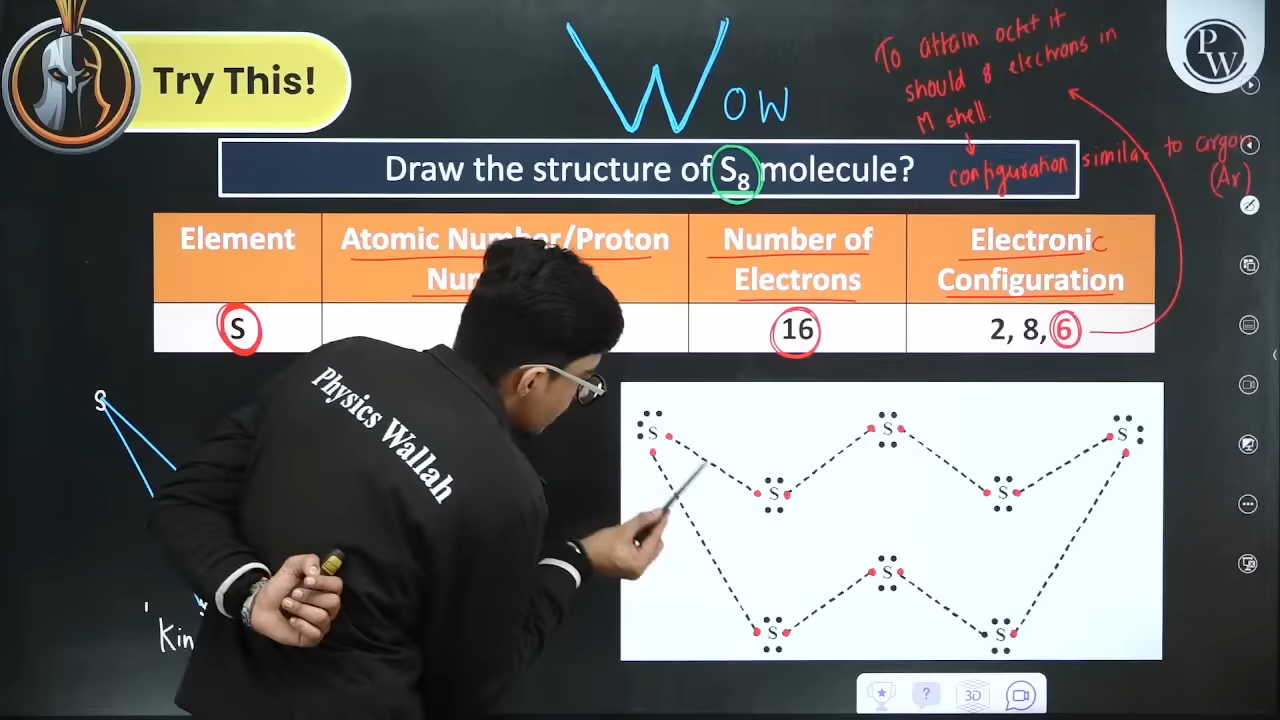 Try This!
Wow
To attain octet it
should 8 electrons in
M shell.
configuration similar to argon
(Ar)
P
W
Draw the structure of S₈ molecule?
Element
Atomic Number/Proton
Number of
Electrons
Electronic
Configuration
S
16
2, 8, 6
S
Physics Wallah
S
S
S
S
S
S
S
S
Kin
?
3D